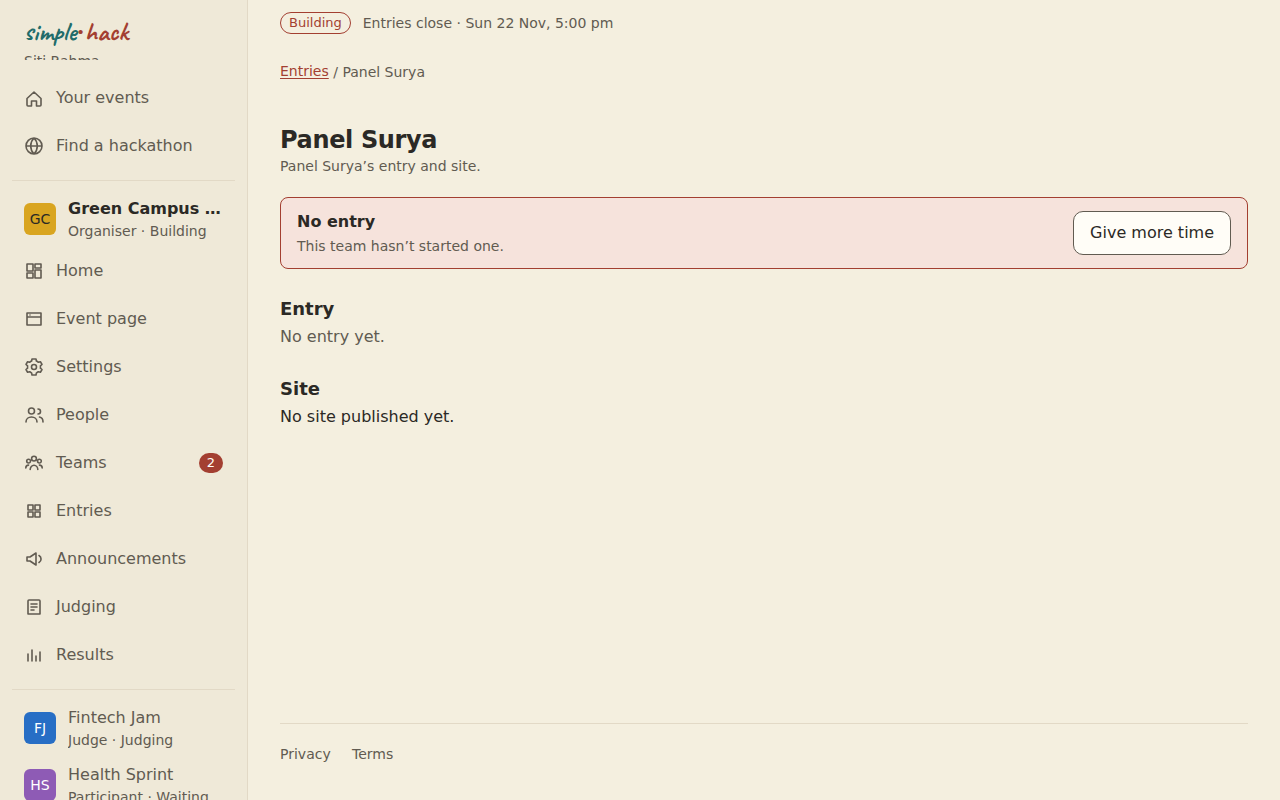 simple·hack
Siti Rahma
Your events
Find a hackathon
GC
Green Campus …
Organiser · Building
Home
Event page
Settings
People
Teams
2
Entries
Announcements
Judging
Results
FJ
Fintech Jam
Judge · Judging
HS
Health Sprint
Participant · Waiting
Building
Entries close · Sun 22 Nov, 5:00 pm
Entries / Panel Surya
Panel Surya
Panel Surya’s entry and site.
No entry
This team hasn’t started one.
Give more time
Entry
No entry yet.
Site
No site published yet.
Privacy
Terms